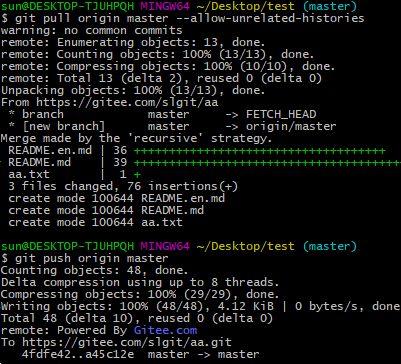 sun@DESKTOP-TJUHPQH MINGW64 ~/Desktop/test (master)
$ git pull origin master --allow-unrelated-histories
warning: no common commits
remote: Enumerating objects: 13, done.
remote: Counting objects: 100% (13/13), done.
remote: Compressing objects: 100% (10/10), done.
remote: Total 13 (delta 2), reused 0 (delta 0)
Unpacking objects: 100% (13/13), done.
From https://gitee.com/slgit/aa
 * branch            master     -> FETCH_HEAD
 * [new branch]      master     -> origin/master
Merge made by the 'recursive' strategy.
 README.en.md | 36 ++++++++++++++++++++++++++++++++++++
 README.md    | 39 +++++++++++++++++++++++++++++++++++++++
 aa.txt       |  1 +
 3 files changed, 76 insertions(+)
 create mode 100644 README.en.md
 create mode 100644 README.md
 create mode 100644 aa.txt
sun@DESKTOP-TJUHPQH MINGW64 ~/Desktop/test (master)
$ git push origin master
Counting objects: 48, done.
Delta compression using up to 8 threads.
Compressing objects: 100% (29/29), done.
Writing objects: 100% (48/48), 4.12 KiB | 0 bytes/s, done
Total 48 (delta 10), reused 0 (delta 0)
remote: Powered By Gitee.com
To https://gitee.com/slgit/aa.git
   4fdfe42..a45c12e  master -> master